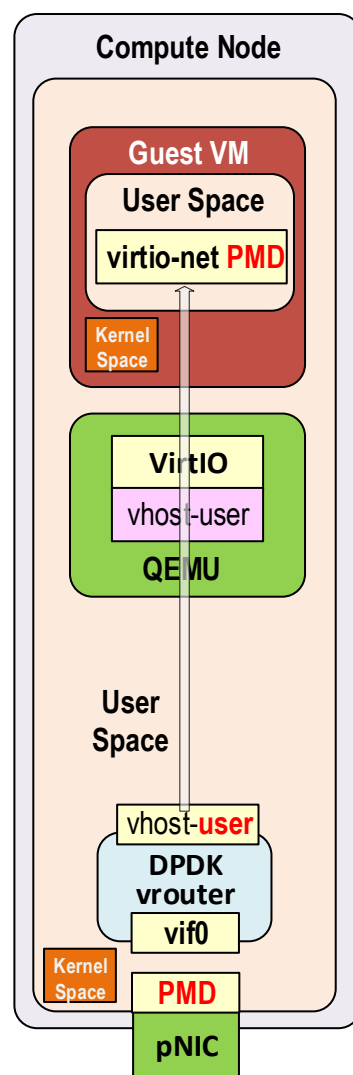 Compute Node
Guest VM
User Space
virtio-net PMD
Kernel
Space
VirtIO
vhost-user
QEMU
User
Space
vhost-user
DPDK
vrouter
vif0
Kernel
Space
PMD
pNIC